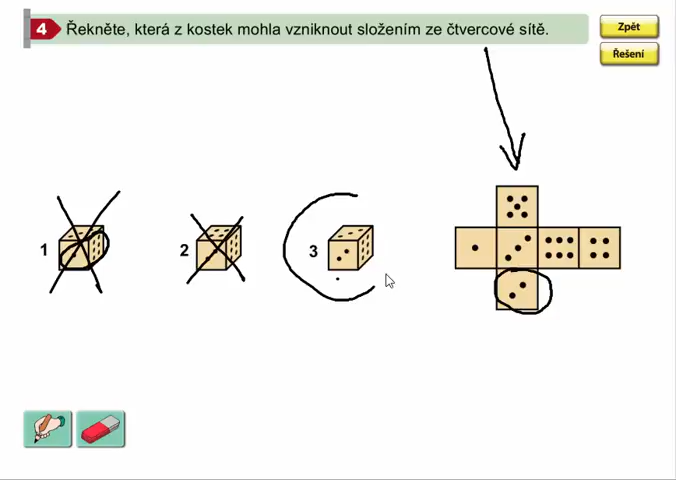 4 Řekněte, která z kostek mohla vzniknout složením ze čtvercové sítě.
Zpět
Řešení
1
2
3